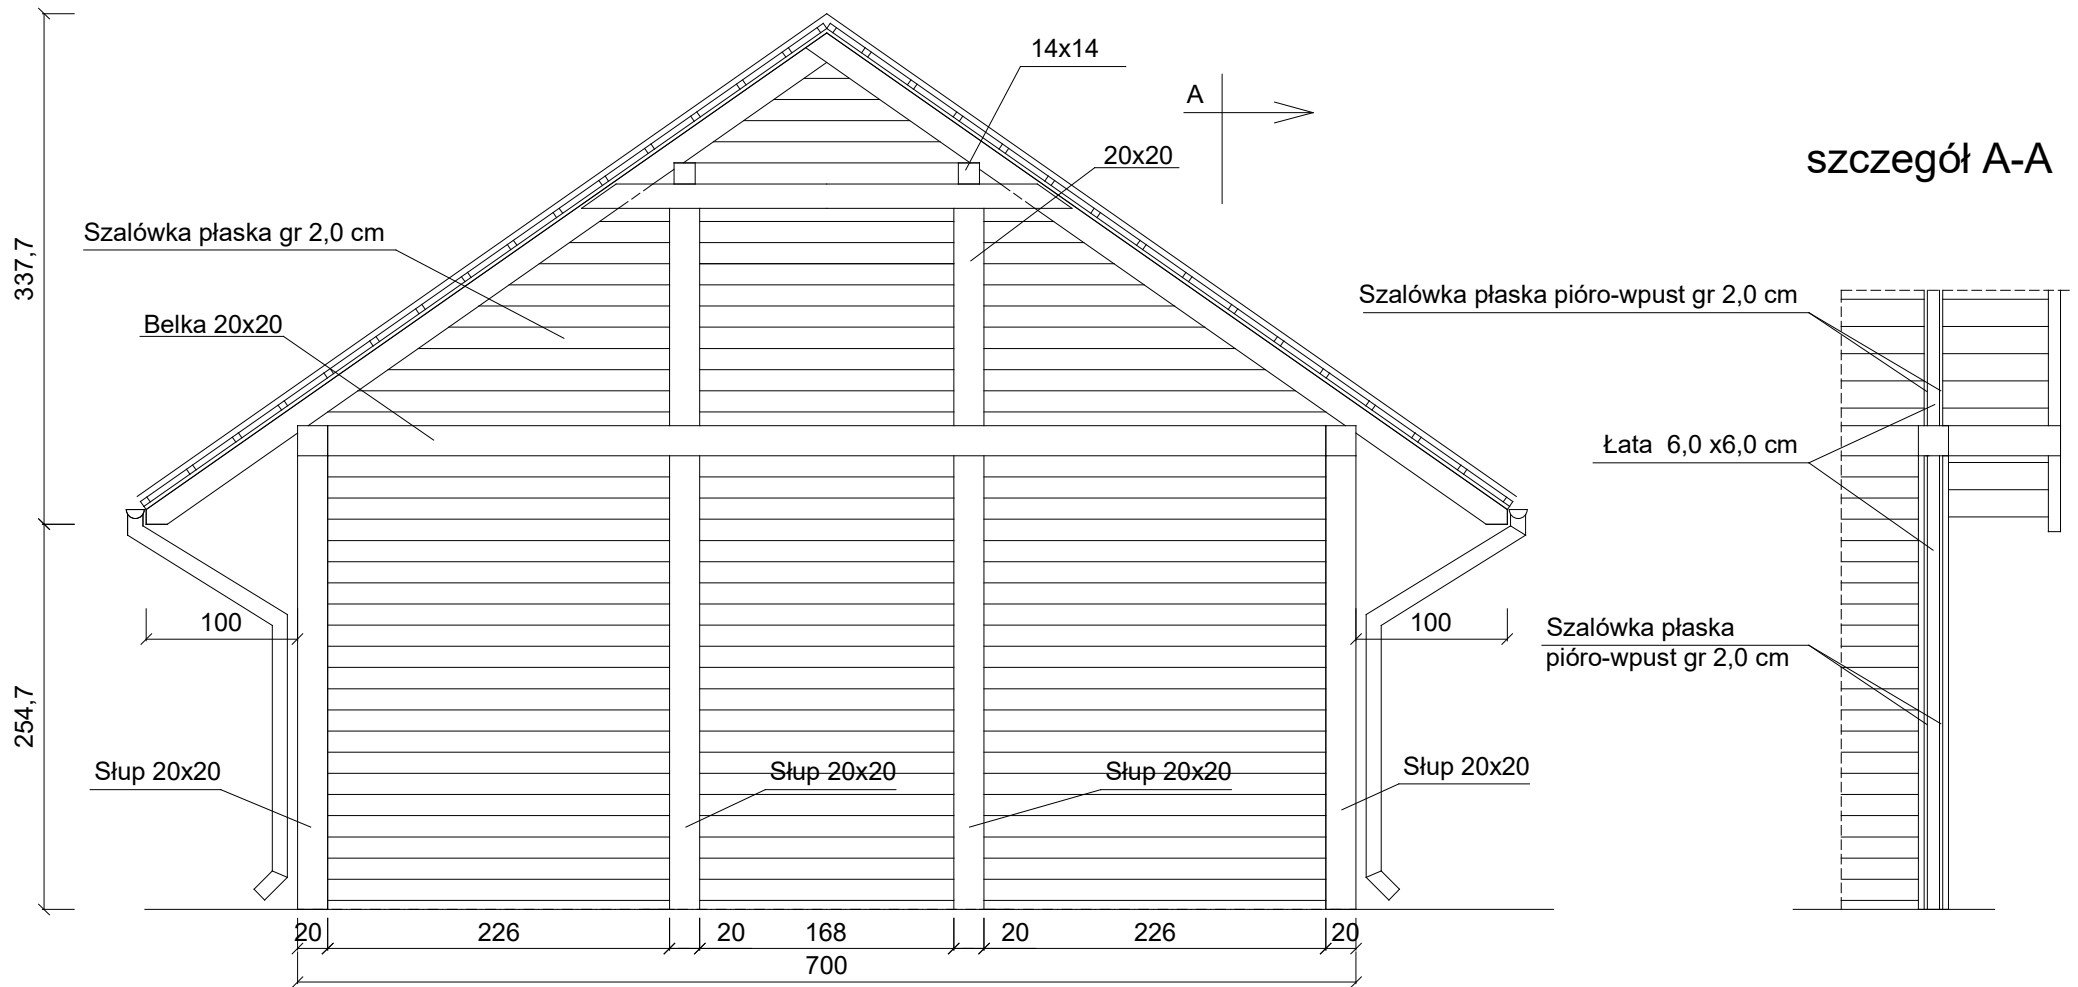 14x14
A
20x20
szczegół A-A
337,7
Szalówka płaska gr 2,0 cm
Belka 20x20
Szalówka płaska pióro-wpust gr 2,0 cm
Łata 6,0 x6,0 cm
100
100
Szalówka płaska
pióro-wpust gr 2,0 cm
254,7
Słup 20x20
Słup 20x20
Słup 20x20
Słup 20x20
20
226
20
168
20
226
20
700